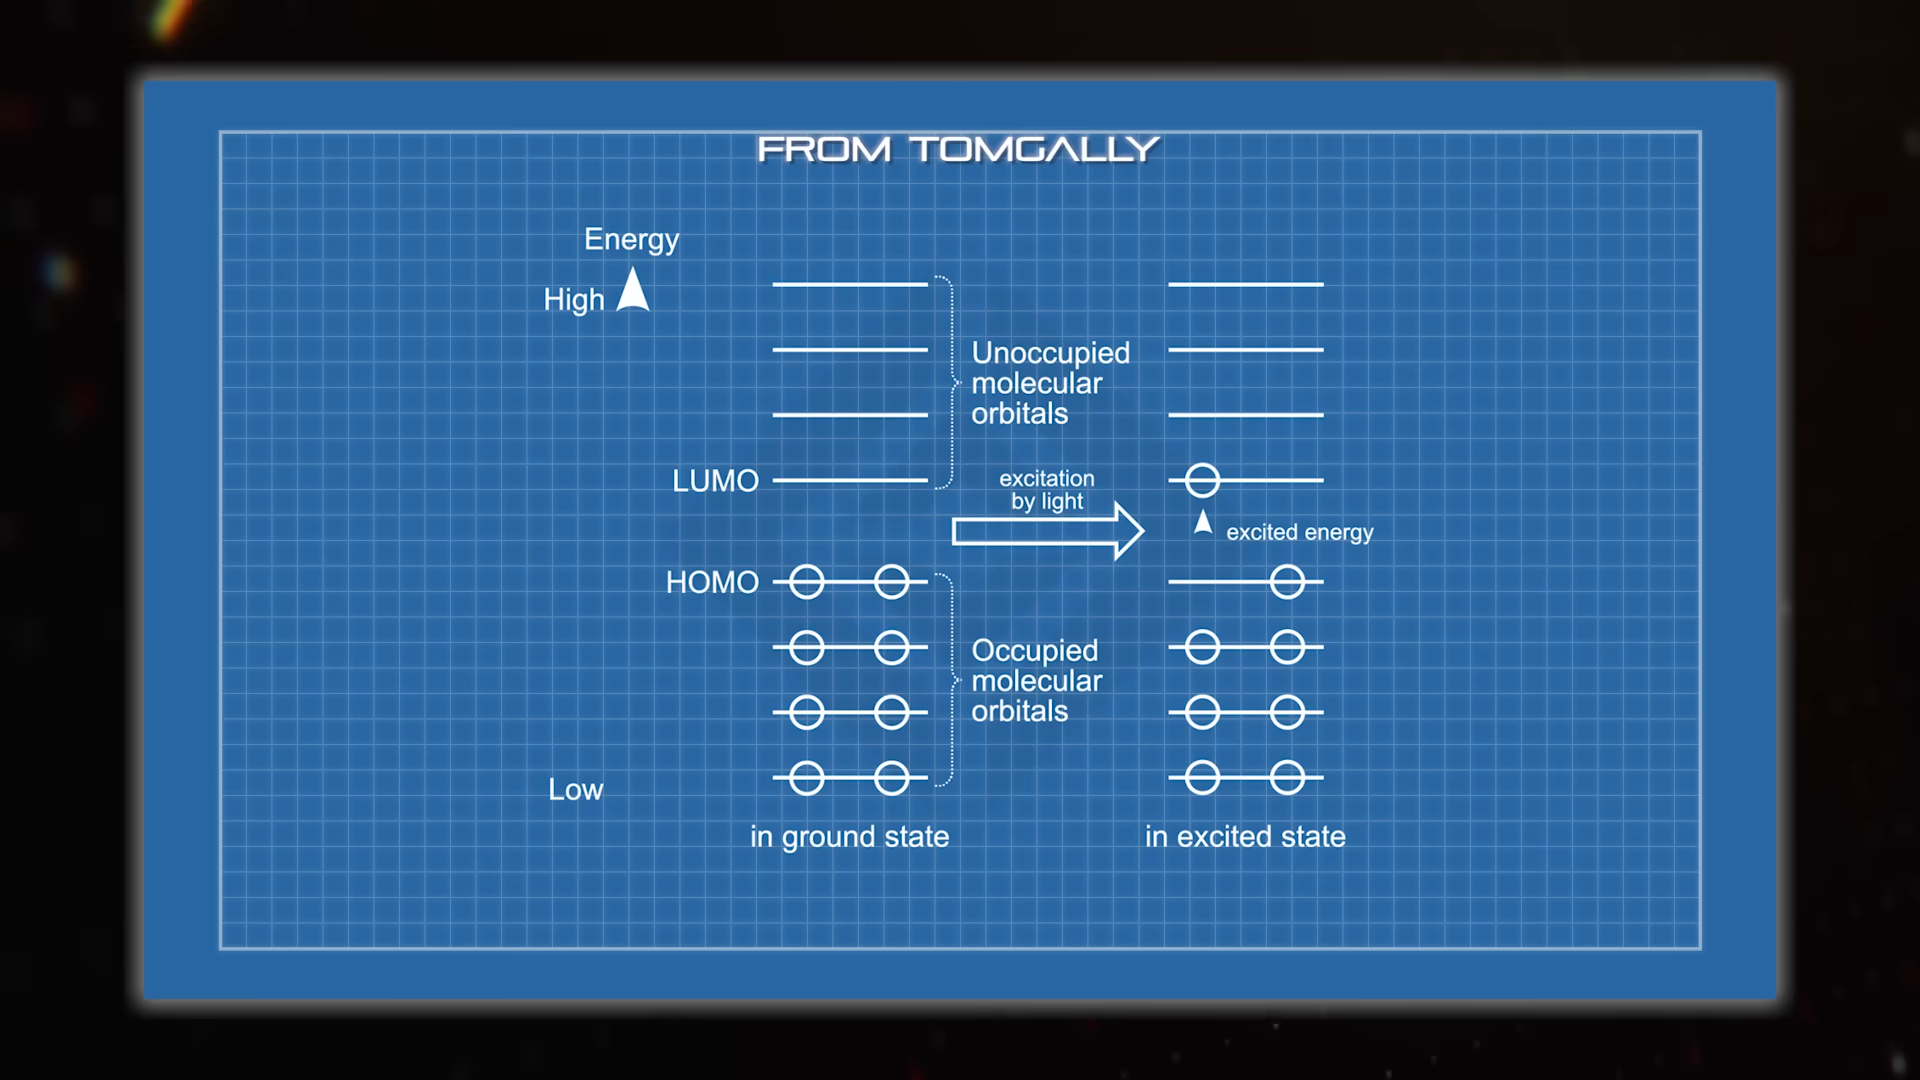 FROM TOMGALLY
Energy
High
Unoccupied
molecular
orbitals
LUMO
excitation
by light
excited energy
HOMO
Occupied
molecular
orbitals
Low
in ground state
in excited state